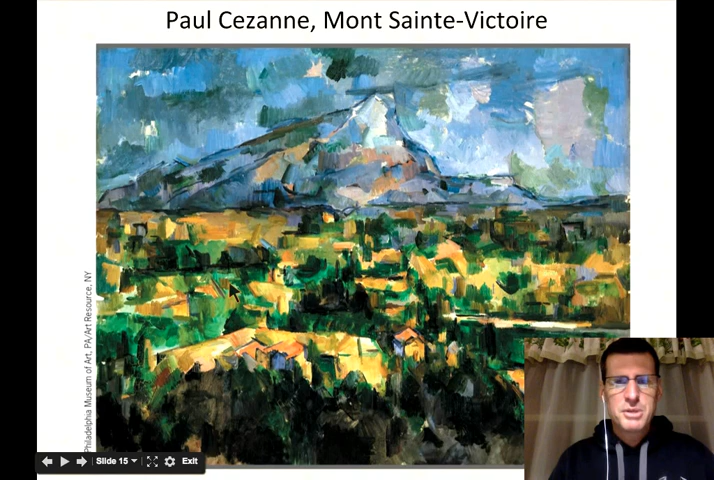 Paul Cezanne, Mont Sainte-Victoire
Philadelphia Museum of Art, PA/Art Resource, NY
Slide 15
Exit